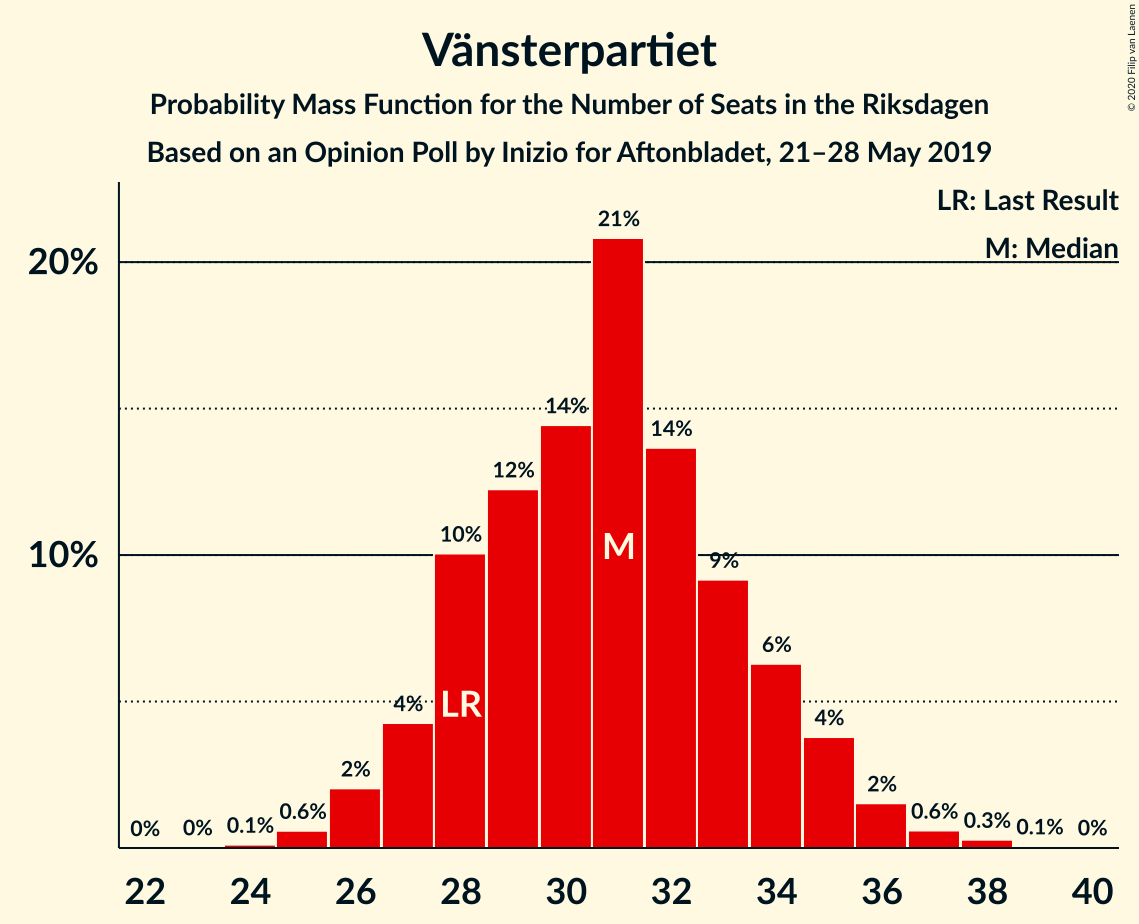 Vänsterpartiet
Probability Mass Function for the Number of Seats in the Riksdagen
Based on an Opinion Poll by Inizio for Aftonbladet, 21–28 May 2019
© 2020 Filip van Laenen
LR: Last Result
M: Median
20%
10%
0%
0%
0.1%
0.6%
2%
4%
10%
12%
14%
21%
14%
9%
6%
4%
2%
0.6%
0.3%
0.1%
0%
LR
M
22 24 26 28 30 32 34 36 38 40